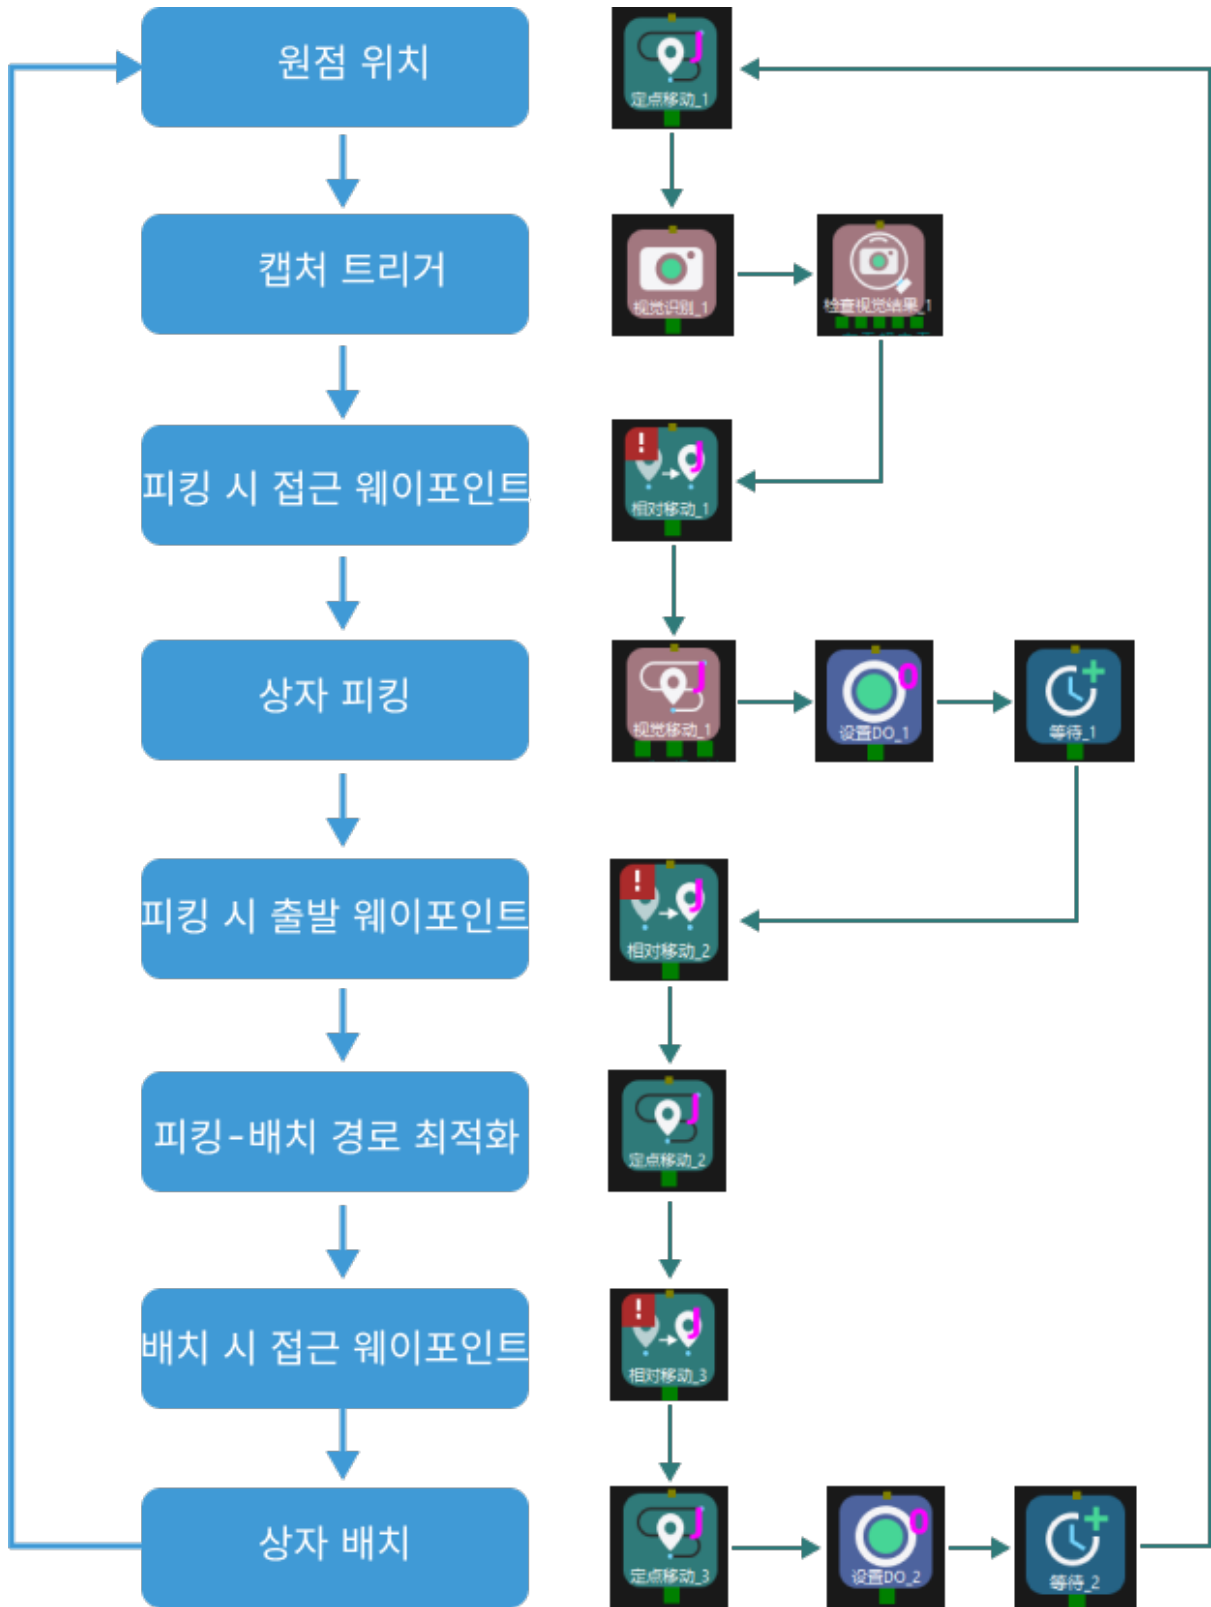 원점 위치
定点移动_1
캡처 트리거
视觉识别_1
检查视觉结果_1
피킹 시 접근 웨이포인트
!
J
相对移动_1
상자 피킹
J
视觉移动_1
O
设置DO_1
等待_1
피킹 시 출발 웨이포인트
!
J
相对移动_2
피킹-배치 경로 최적화
J
定点移动_2
배치 시 접근 웨이포인트
!
J
相对移动_3
상자 배치
J
定点移动_3
O
设置DO_2
等待_2